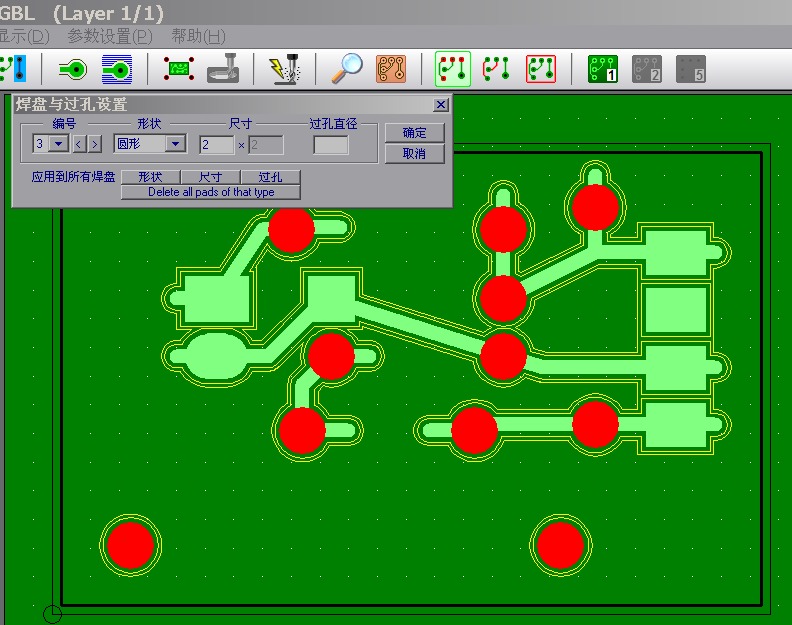 GBL (Layer 1/1)
显示(D) 参数设置(P) 帮助(H)
1 2 5
焊盘与过孔设置
编号 形状 尺寸 过孔直径
3 < > 圆形 2 × 2
确定
取消
应用到所有焊盘 形状 尺寸 过孔
Delete all pads of that type